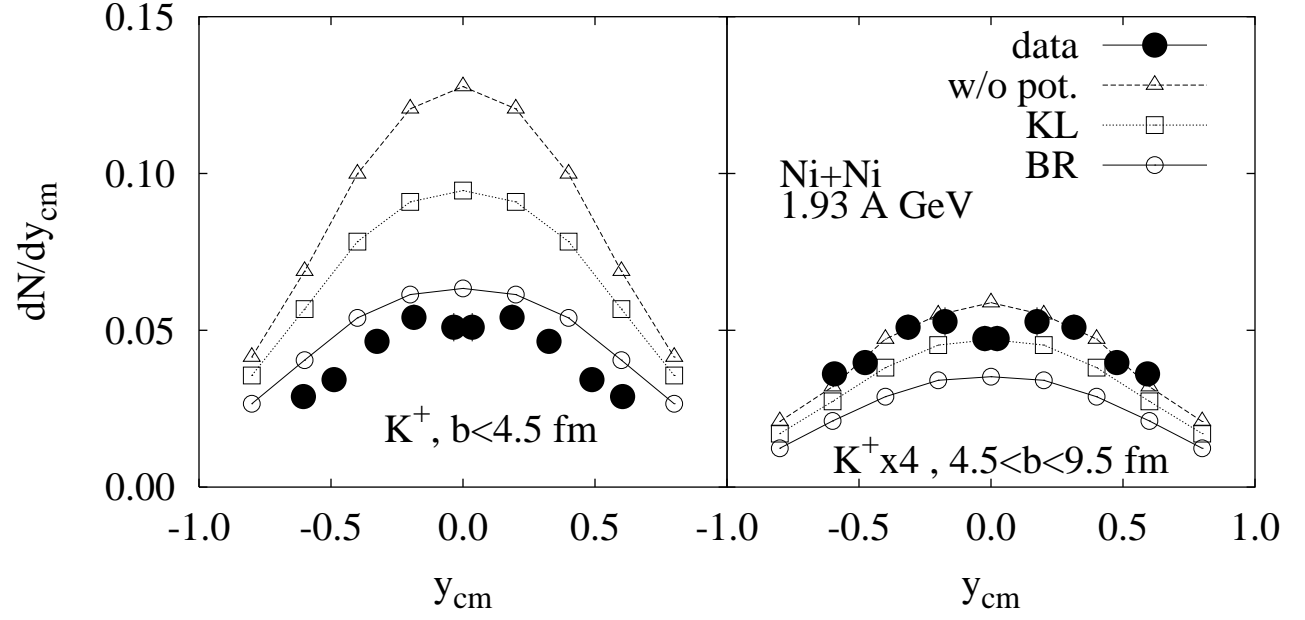 0.15
0.10
0.05
0.00
dN/dy_cm
-1.0 -0.5 0.0 0.5 -1.0 -0.5 0.0 0.5 1.0
y_cm y_cm
K^+, b<4.5 fm
data
w/o pot.
KL
BR
Ni+Ni
1.93 A GeV
K^+x4 , 4.5<b<9.5 fm